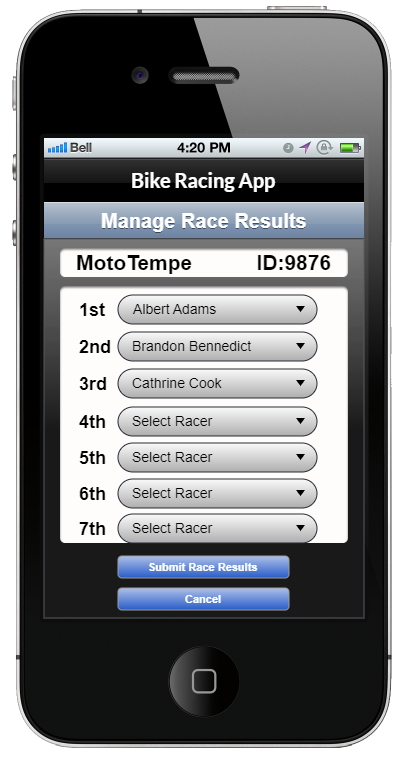 Bell 4:20 PM
Bike Racing App
Manage Race Results
MotoTempe ID:9876
1st Albert Adams
2nd Brandon Bennedict
3rd Cathrine Cook
4th Select Racer
5th Select Racer
6th Select Racer
7th Select Racer
Submit Race Results
Cancel